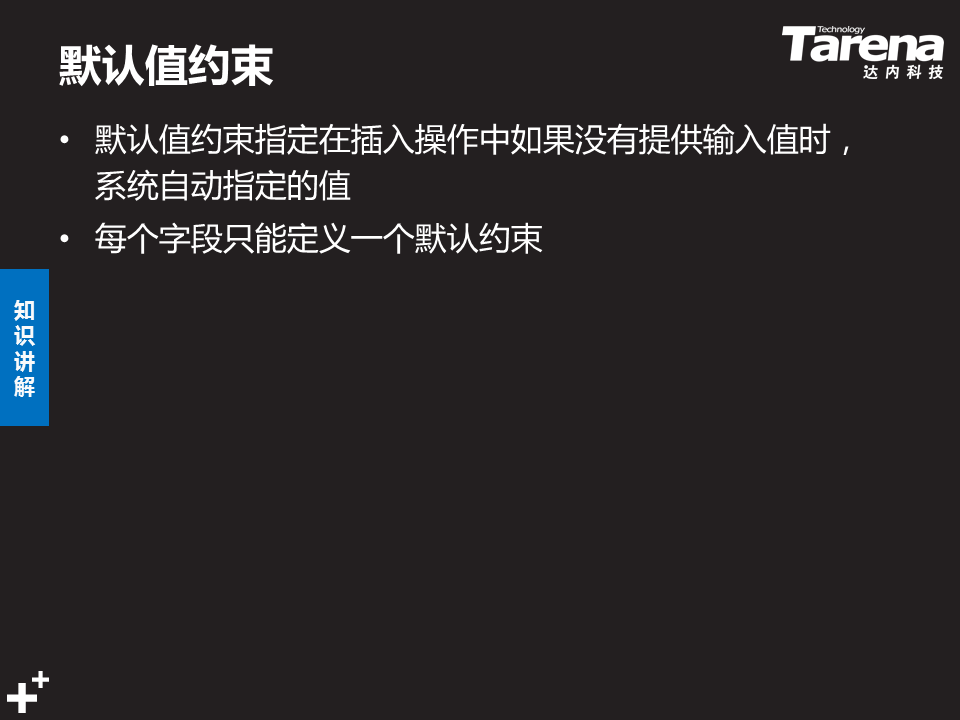 默认值约束
Technology
Tarena
达内科技
• 默认值约束指定在插入操作中如果没有提供输入值时，
系统自动指定的值
• 每个字段只能定义一个默认约束
知
识
讲
解